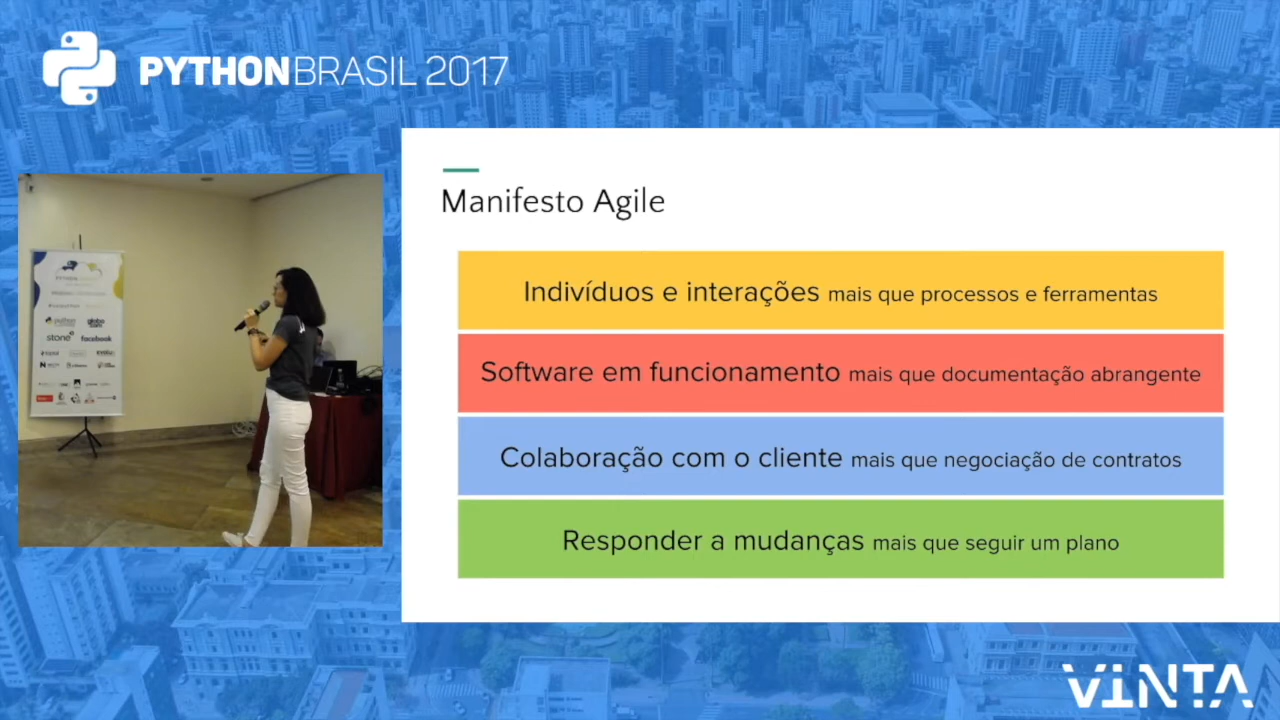 PYTHONBRASIL 2017
Manifesto Agile
Indivíduos e interações mais que processos e ferramentas
Software em funcionamento mais que documentação abrangente
Colaboração com o cliente mais que negociação de contratos
Responder a mudanças mais que seguir um plano
stone
facebook
VINTA